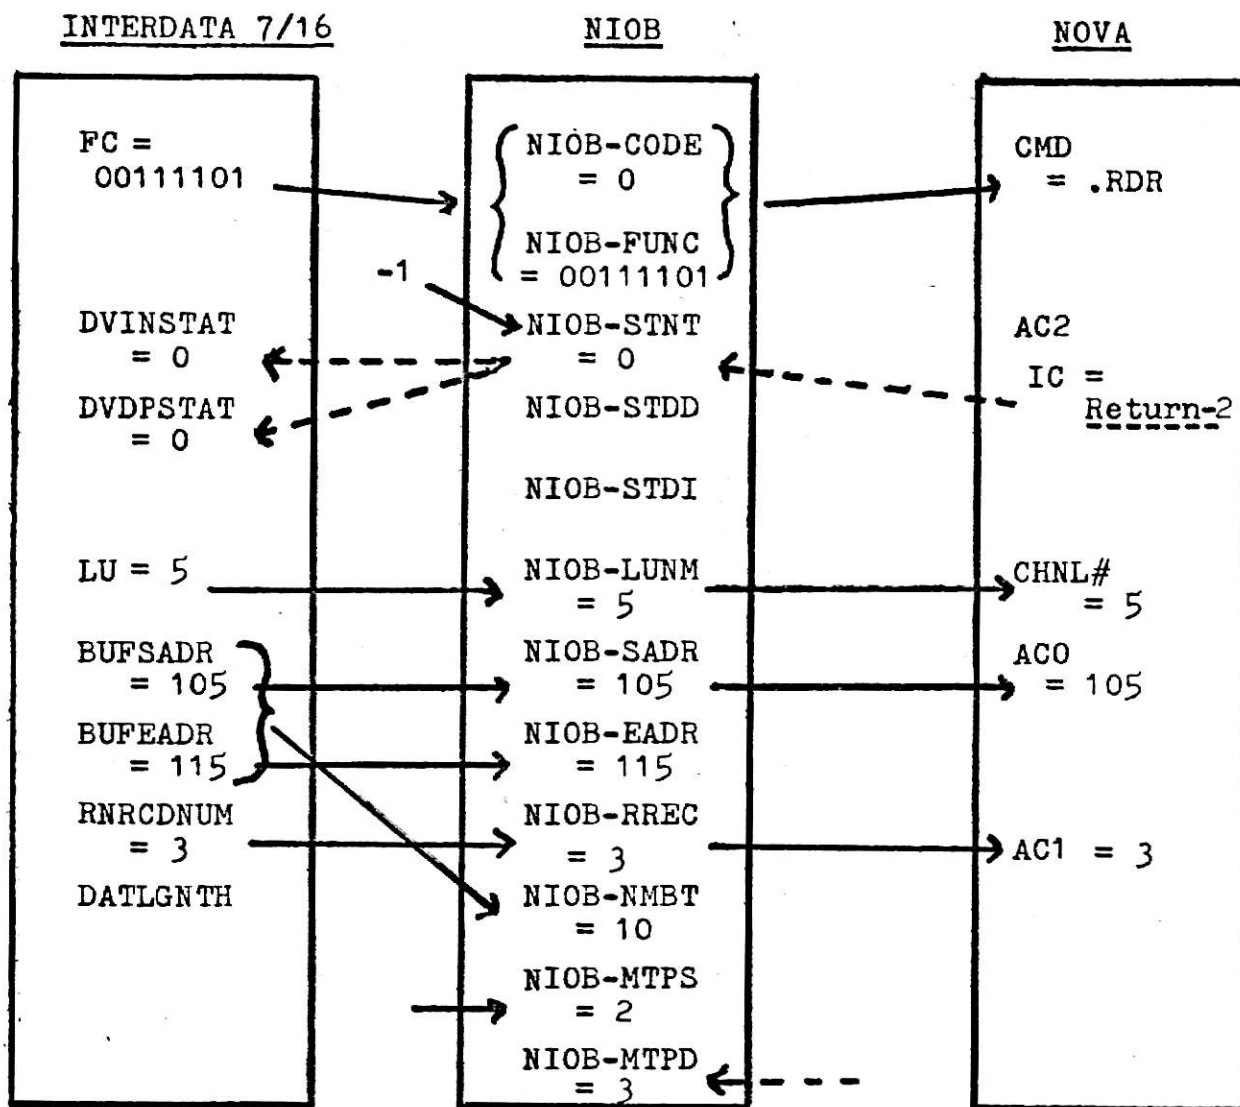 INTERDATA 7/16
NIOB
NOVA
FC =
00111101
DVINSTAT
= 0
DVDPSTAT
= 0
LU = 5
BUFSADR
= 105
BUFEADR
= 115
RNRCDNUM
= 3
DATLGNTH
-1
NIOB-CODE
= 0
NIOB-FUNC
= 00111101
NIOB-STNT
= 0
NIOB-STDD
NIOB-STDI
NIOB-LUNM
= 5
NIOB-SADR
= 105
NIOB-EADR
= 115
NIOB-RREC
= 3
NIOB-NMBT
= 10
NIOB-MTPS
= 2
NIOB-MTPD
= 3
CMD
= .RDR
AC2
IC =
Return-2
CHNL#
= 5
AC0
= 105
AC1 = 3